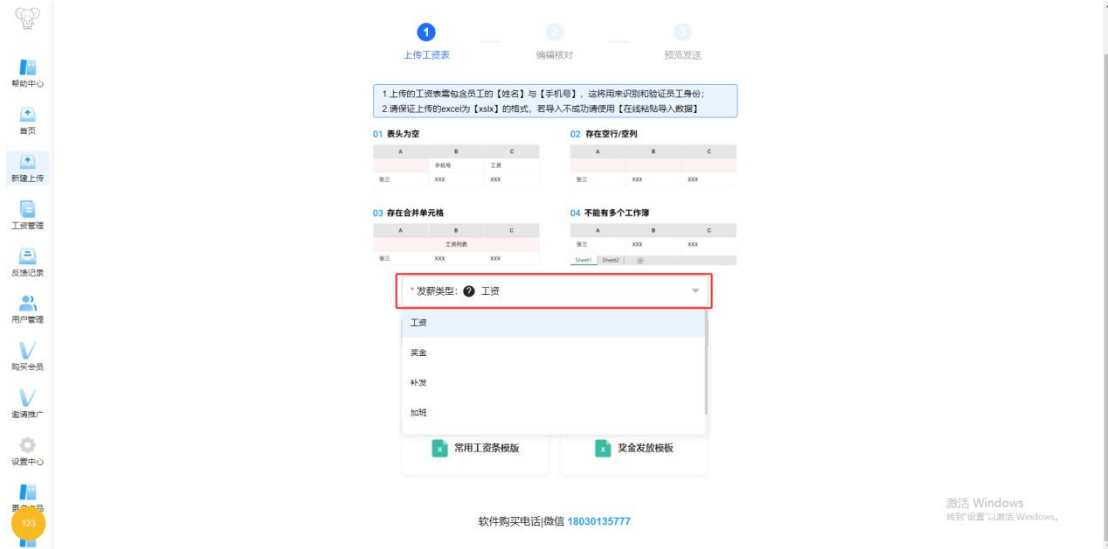 1
2
3
上传工资表
编辑核对
预览发送
1.上传的工资表需包含员工的【姓名】与【手机号】，这将用来识别和验证员工身份;
2.请保证上传的excel为【xslx】的格式，若导入不成功请使用【在线粘贴导入数据】
01 表头为空
02 存在空行/空列
A B C
A B C
手机号 工资
张三 XXX XXX
张三 XXX XXX
03 存在合并单元格
04 不能有多个工作簿
A B C
A B C
工资列表
张三 XXX XXX
张三 XXX XXX
Sheet1 Sheet2
* 发薪类型: ? 工资
工资
奖金
补发
加班
常用工资条模版
奖金发放模板
软件购买电话|微信 18030135777
帮助中心
首页
新建上传
工资管理
反馈记录
用户管理
购买会员
邀请推广
设置中心
123
激活 Windows
转到"设置"以激活 Windows。